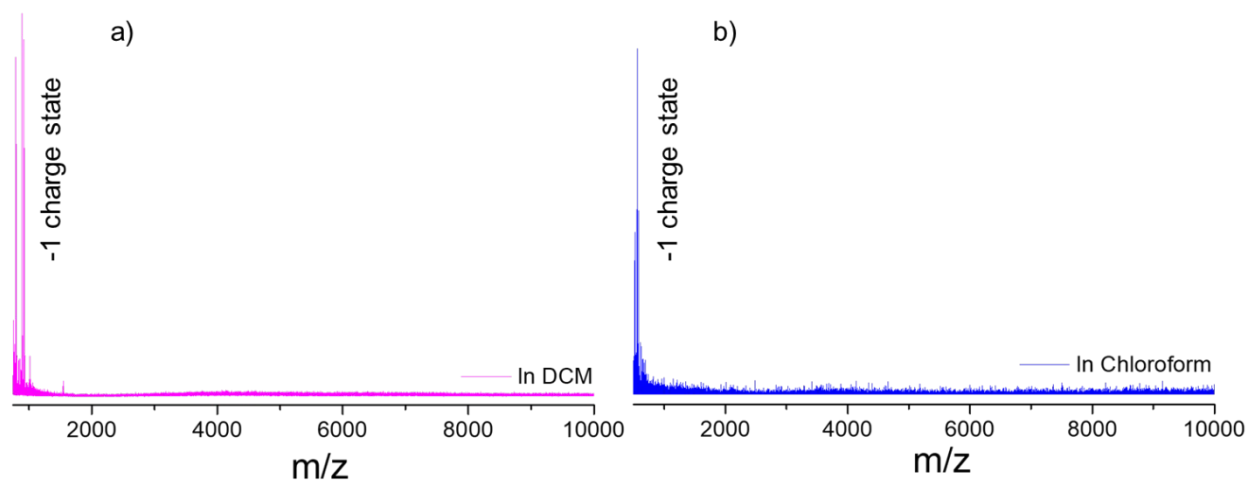 a)
-1 charge state
In DCM
2000 4000 6000 8000 10000
m/z
b)
-1 charge state
In Chloroform
2000 4000 6000 8000 10000
m/z